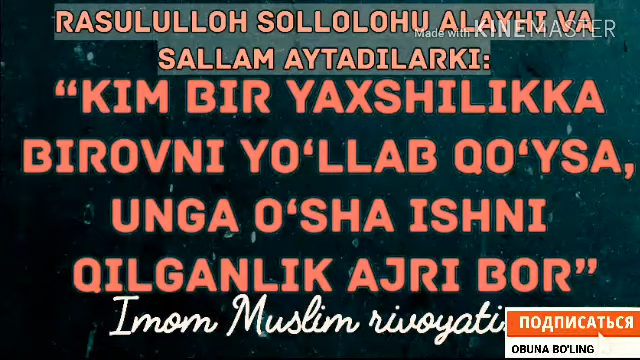 RASULULLOH SOLLOLOHU ALAYHI VA
Made with KINEMASTER
SALLAM AYTADILARKI:
“KIM BIR YAXSHILIKKA
BIROVNI YO‘LLAB QO‘YSA,
UNGA O‘SHA ISHNI
QILGANLIK AJRI BOR”
Imom Muslim rivoyati.
ПОДПИСАТЬСЯ
OBUNA BO'LING